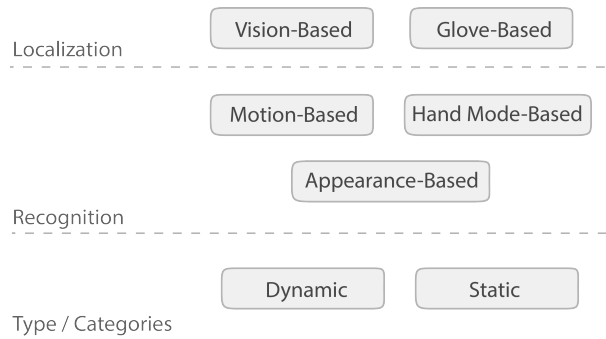 Vision-Based Glove-Based
Localization
Motion-Based Hand Mode-Based
Appearance-Based
Recognition
Dynamic Static
Type / Categories